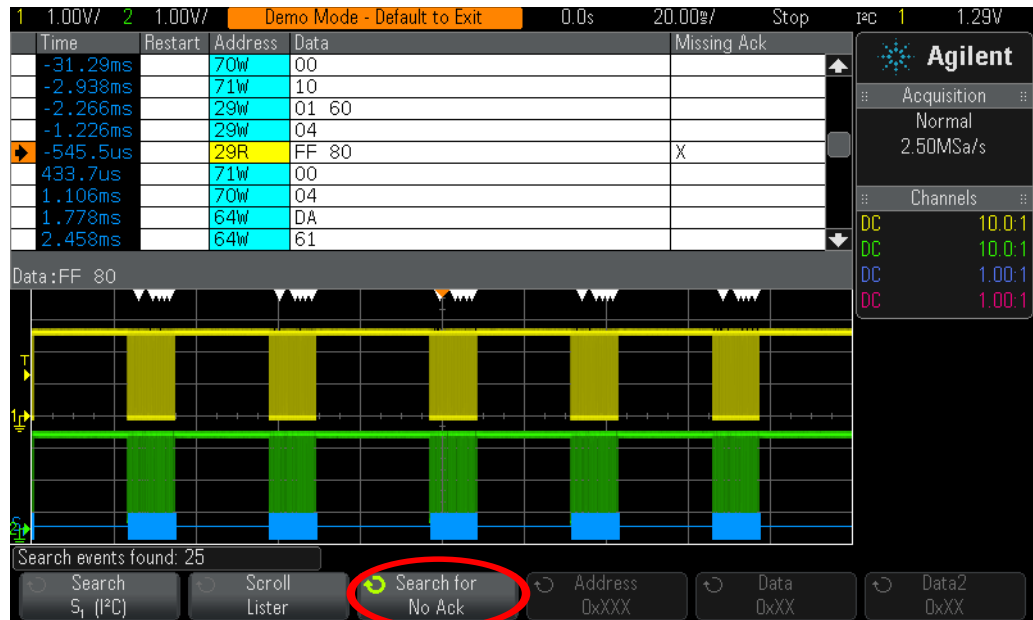 1 1.00V/ 2 1.00V/ Demo Mode - Default to Exit 0.0s 20.00ms/ Stop I²C 1 1.29V
Time Restart Address Data Missing Ack
-31.29ms 70W 00
-2.938ms 71W 10
-2.266ms 29W 01 60
-1.226ms 29W 04
-545.5us 29R FF 80 X
433.7us 71W 00
1.106ms 70W 04
1.778ms 64W DA
2.458ms 64W 61
Data:FF 80
Agilent
Acquisition
Normal
2.50MSa/s
Channels
DC 10.0:1
DC 10.0:1
DC 1.00:1
DC 1.00:1
T
1
2
Search events found: 25
Search
S₁ (I²C)
Scroll
Lister
Search for
No Ack
Address
0xXXX
Data
0xXX
Data2
0xXX